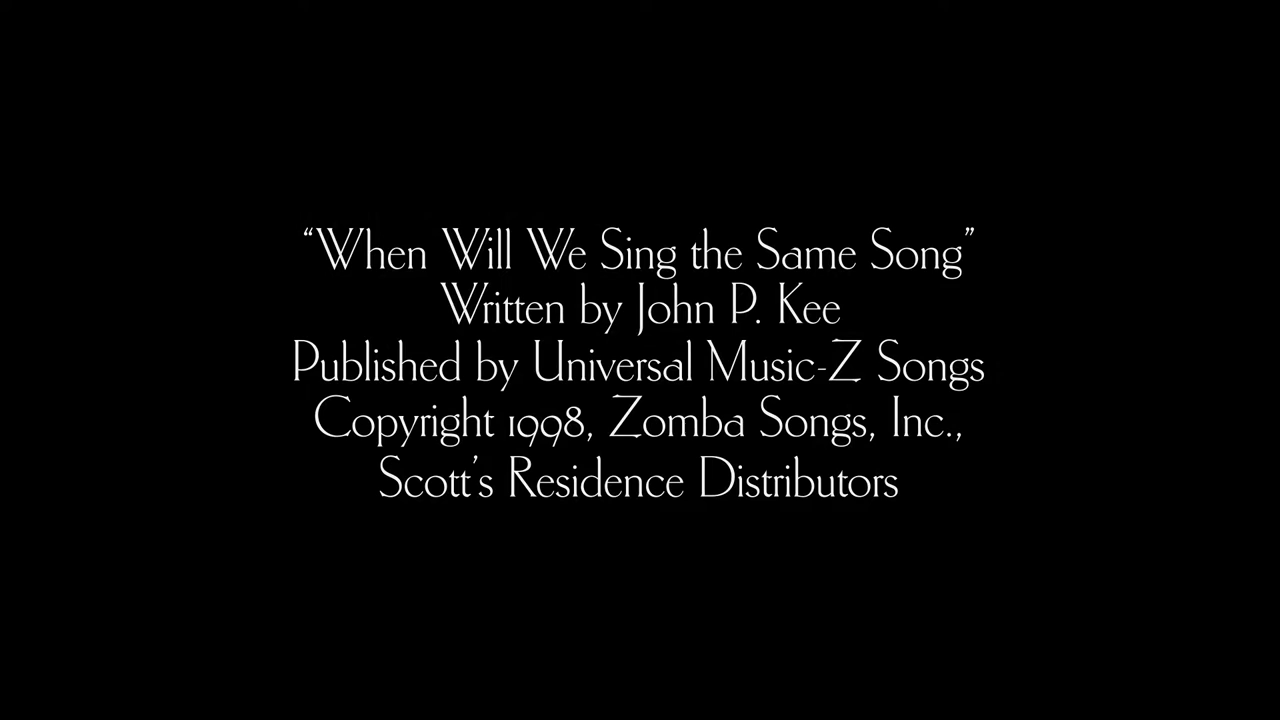 “When Will We Sing the Same Song”
Written by John P. Kee
Published by Universal Music-Z Songs
Copyright 1998, Zomba Songs, Inc.,
Scott’s Residence Distributors